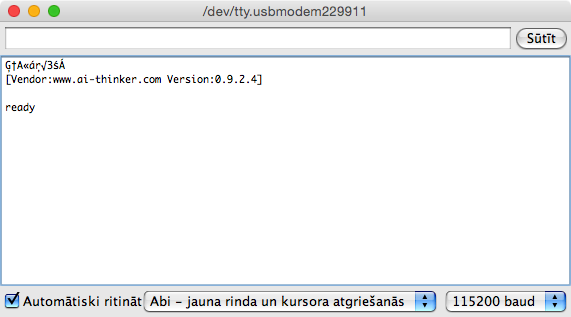 /dev/tty.usbmodem229911
Sūtīt
Ģ‡A«áŗ√3śÁ
[Vendor:www.ai-thinker.com Version:0.9.2.4]
ready
Automātiski ritināt Abi – jauna rinda un kursora atgriešanās 115200 baud